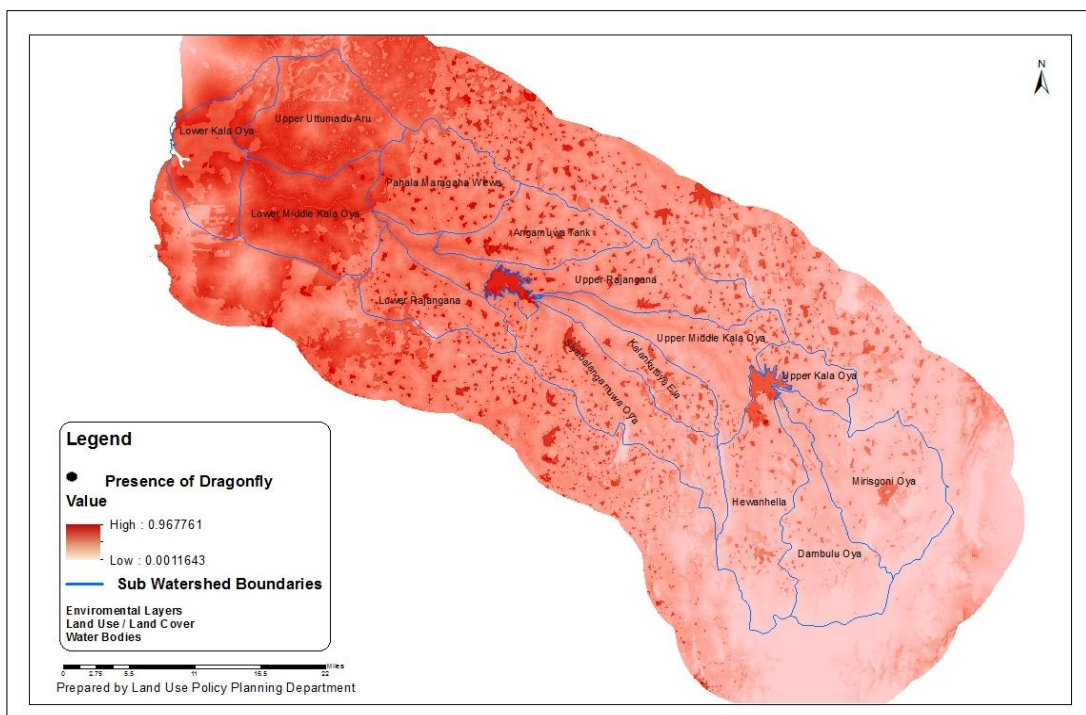 N
Lower Kala Oya
Upper Uttumadu Aru
Pahala Maragaha Wewa
Lower Middle Kala Oya
Angamuwa Tank
Upper Rajangana
Lower Rajangana
Upper Middle Kala Oya
Siyabalangamuwa Oya
Kalankuttiya Ela
Upper Kala Oya
Mirisgoni Oya
Hewanhella
Dambulu Oya
Legend
Presence of Dragonfly
Value
High : 0.967761
Low : 0.0011643
Sub Watershed Boundaries
Enviromental Layers
Land Use / Land Cover
Water Bodies
Miles
0 2.75 5.5 11 16.5 22
Prepared by Land Use Policy Planning Department